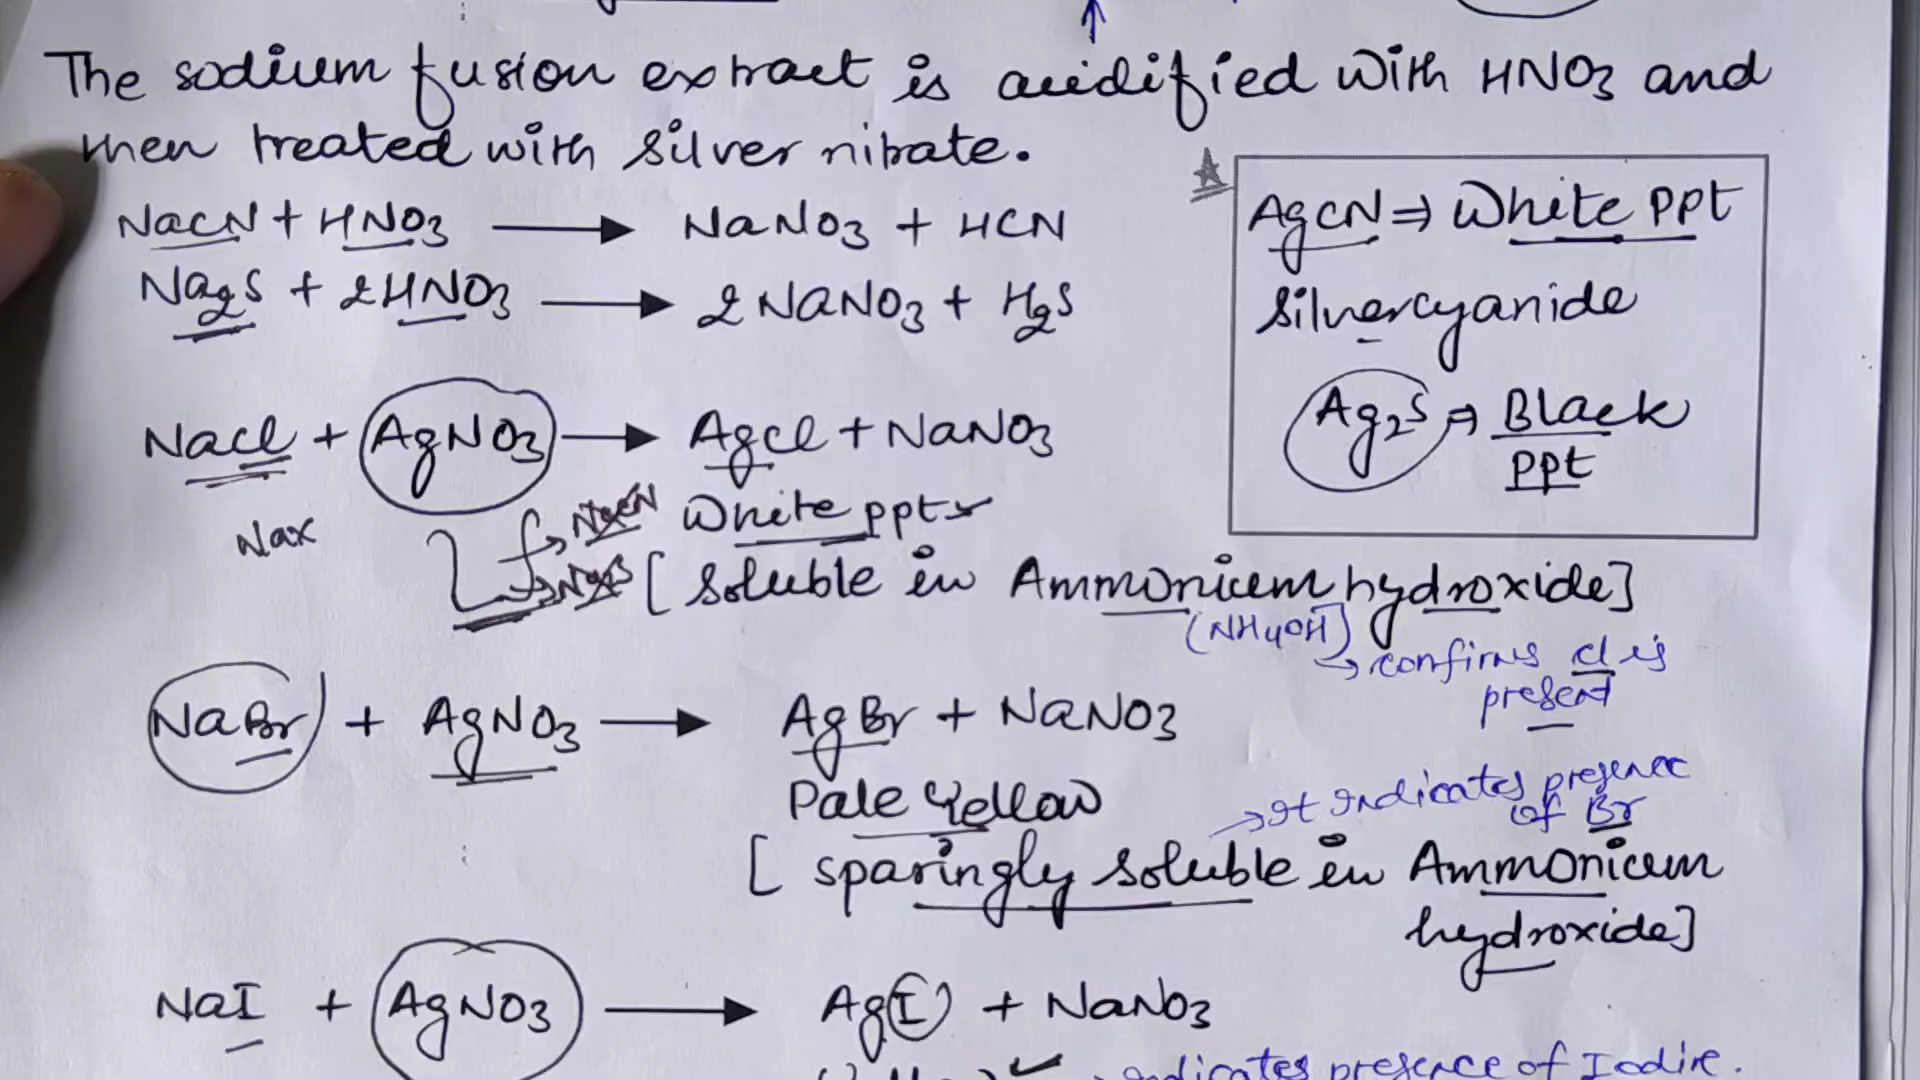 The sodium fusion extract is acidified with HNO3 and
then treated with silver nitrate.
NaCN + HNO3 ⟶ NaNO3 + HCN
Na2S + 2HNO3 ⟶ 2NaNO3 + H2S
AgCN ⇒ White ppt
silvercyanide
Ag2S ⇒ Black
ppt
NaCl + AgNO3 ⟶ AgCl + NaNO3
White ppt
NaX
NaCN
Na2S
[ soluble in Ammonium hydroxide]
(NH4OH)
→ confirms Cl is
present
NaBr + AgNO3 ⟶ AgBr + NaNO3
Pale Yellow
→ It indicates presence
of Br
[ sparingly soluble in Ammonium
hydroxide]
NaI + AgNO3 ⟶ AgI + NaNO3
indicates presence of Iodine.